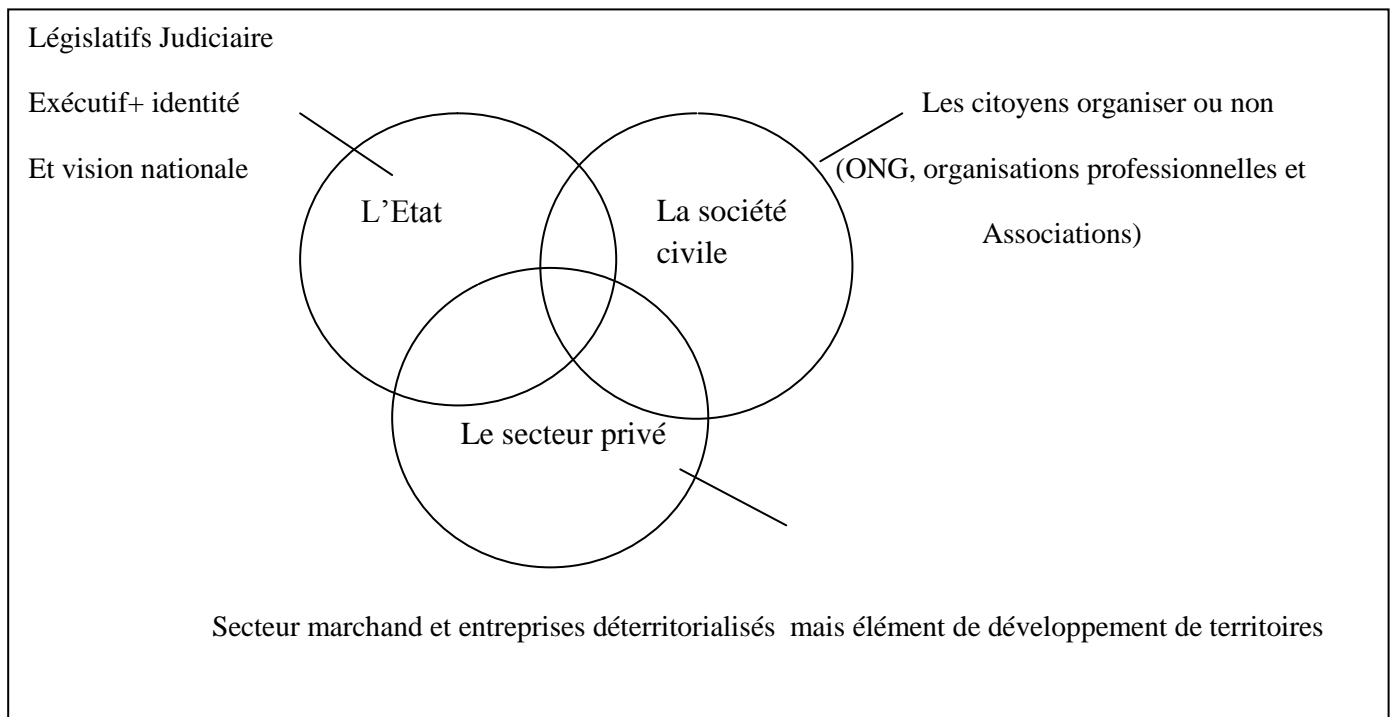 Législatifs Judiciaire
Exécutif+ identité
Et vision nationale
L’Etat
Les citoyens organiser ou non
(ONG, organisations professionnelles et
Associations)
La société
civile
Le secteur privé
Secteur marchand et entreprises déterritorialisés mais élément de développement de territoires